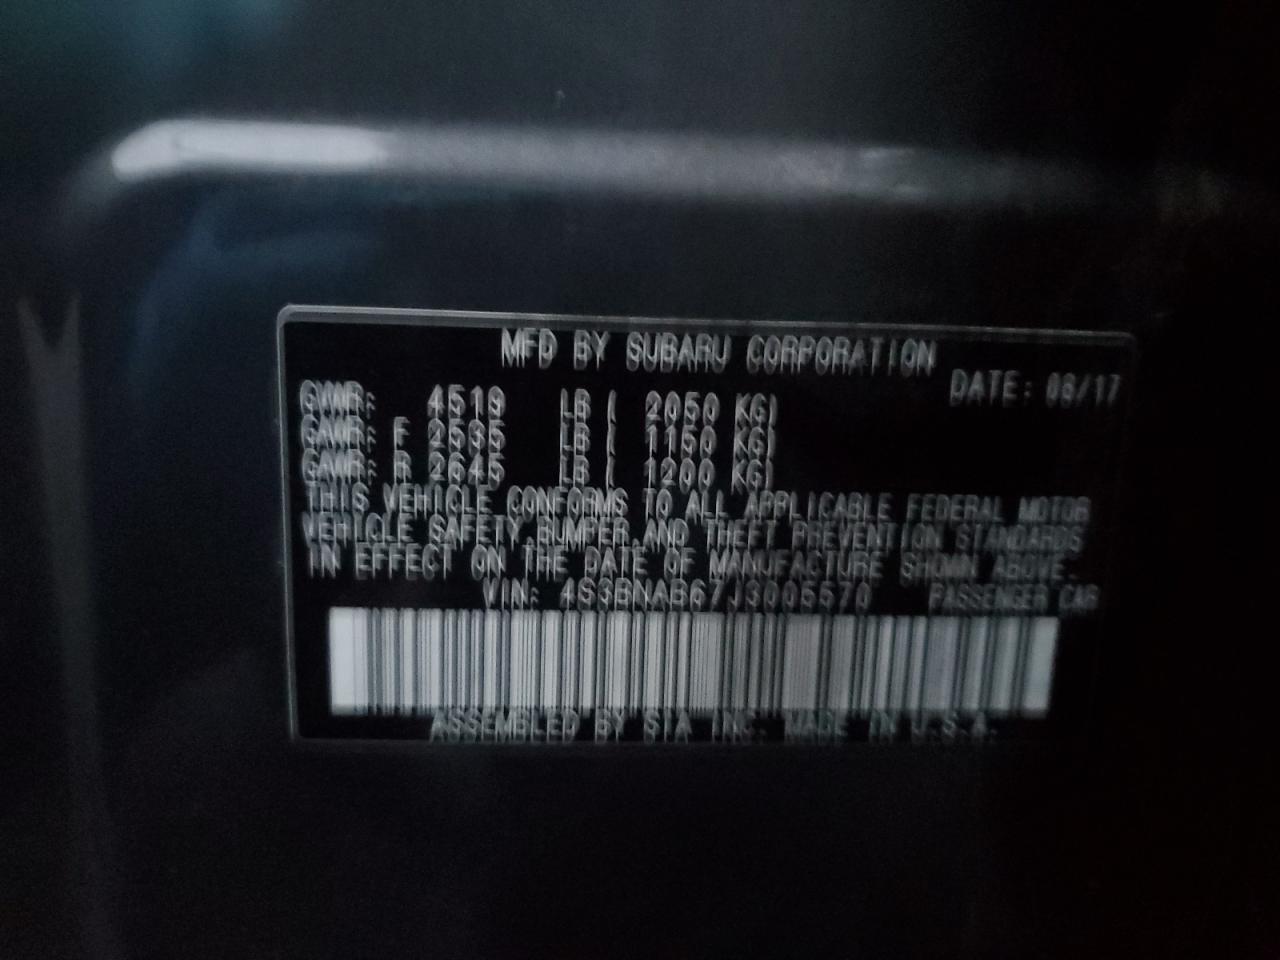 MFD BY SUBARU CORPORATION
DATE: 08/17
GVWR: 4519 LB ( 2050 KG)
GAWR: F 2535 LB ( 1150 KG)
GAWR: R 2645 LB ( 1200 KG)
THIS VEHICLE CONFORMS TO ALL APPLICABLE FEDERAL MOTOR
VEHICLE SAFETY,BUMPER,AND THEFT PREVENTION STANDARDS
IN EFFECT ON THE DATE OF MANUFACTURE SHOWN ABOVE.
VIN: 4S3BNAB67J3005570 PASSENGER CAR
ASSEMBLED BY SIA INC. MADE IN U.S.A.